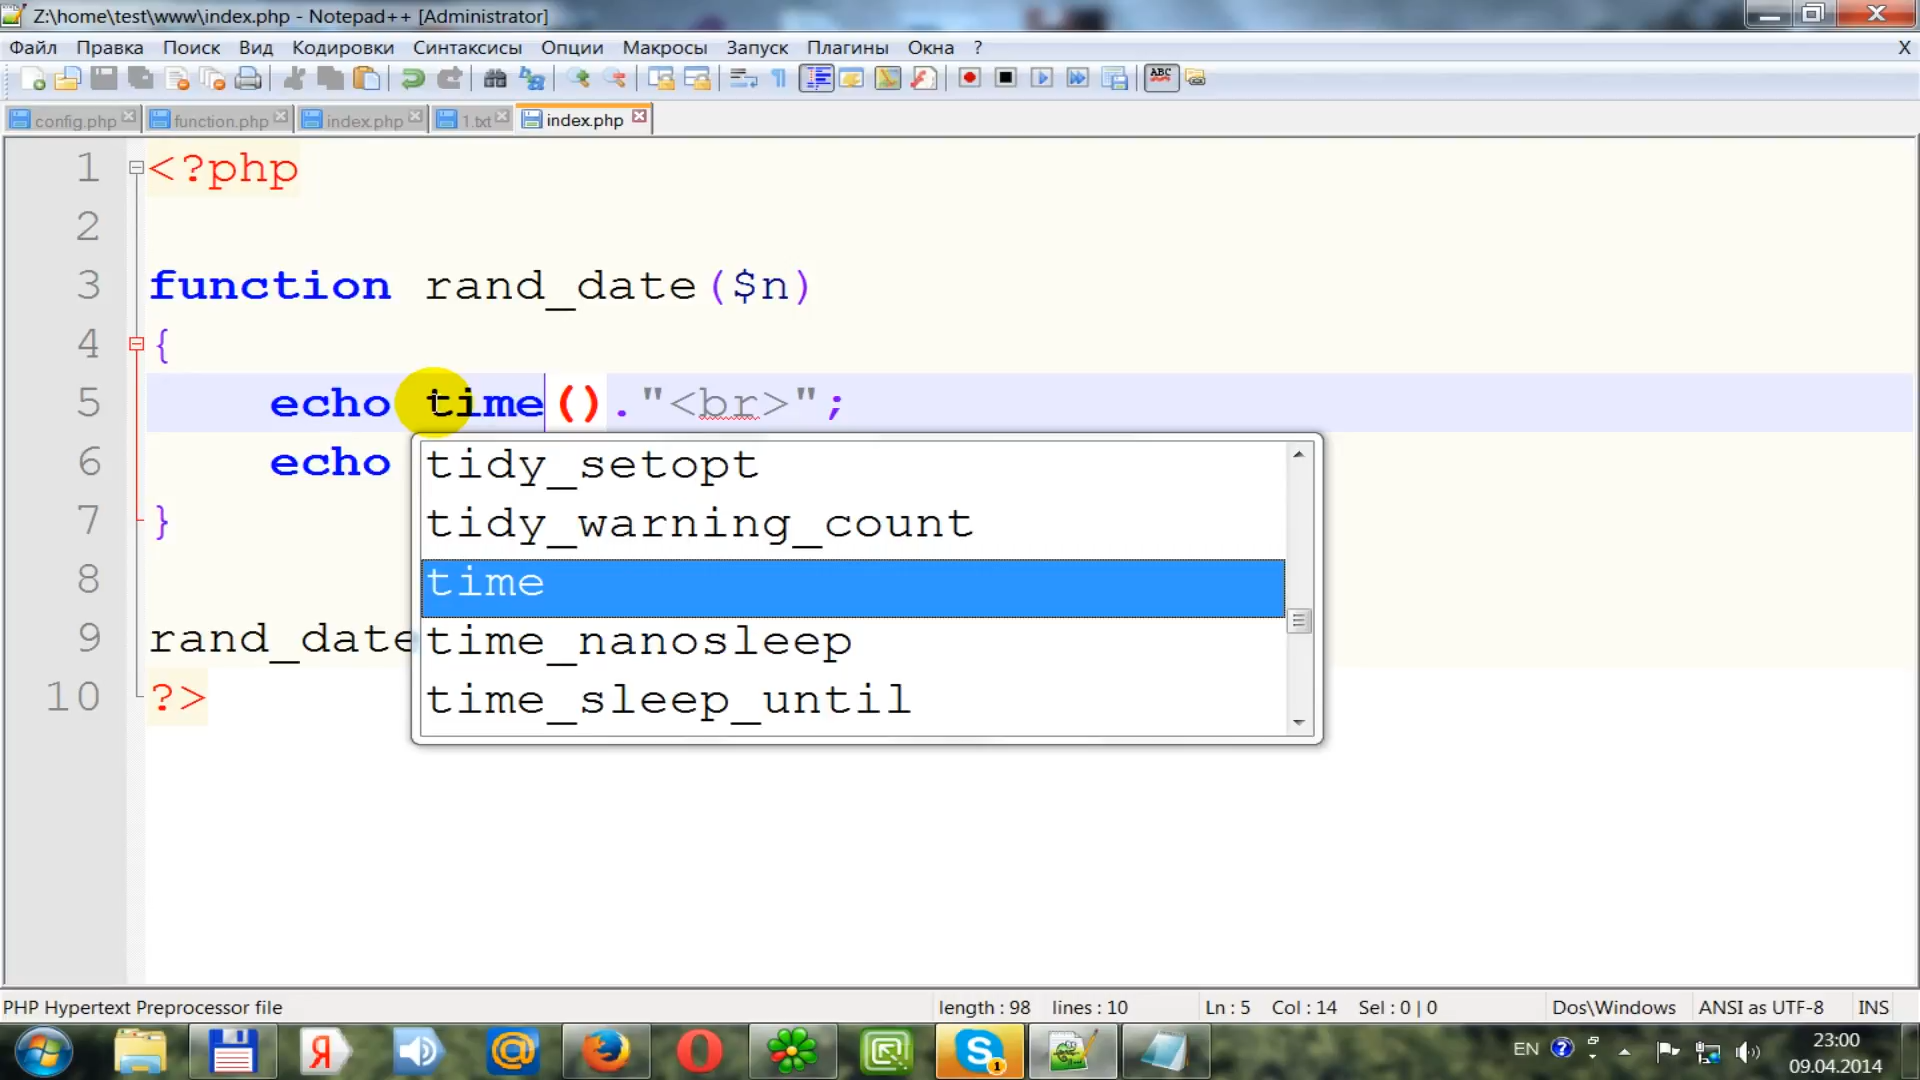 Z:\home\test\www\index.php - Notepad++ [Administrator]
Файл Правка Поиск Вид Кодировки Синтаксисы Опции Макросы Запуск Плагины Окна ? X
ABC
config.php function.php index.php 1.txt index.php
1 <?php
2
3 function rand_date($n)
4 {
5 echo time()."<br>";
6 echo
7 }
8
9 rand_date
10 ?>
tidy_setopt
tidy_warning_count
time
time_nanosleep
time_sleep_until
PHP Hypertext Preprocessor file length : 98 lines : 10 Ln : 5 Col : 14 Sel : 0 | 0 Dos\Windows ANSI as UTF-8 INS
Я @ S 1 EN ? 23:00
09.04.2014